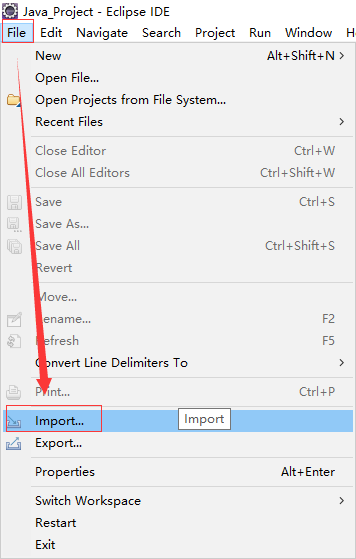 Java_Project - Eclipse IDE
File Edit Navigate Search Project Run Window H
New Alt+Shift+N
Open File...
Open Projects from File System...
Recent Files
Close Editor Ctrl+W
Close All Editors Ctrl+Shift+W
Save Ctrl+S
Save As...
Save All Ctrl+Shift+S
Revert
Move...
Rename... F2
Refresh F5
Convert Line Delimiters To
Print... Ctrl+P
Import... Import
Export...
Properties Alt+Enter
Switch Workspace
Restart
Exit